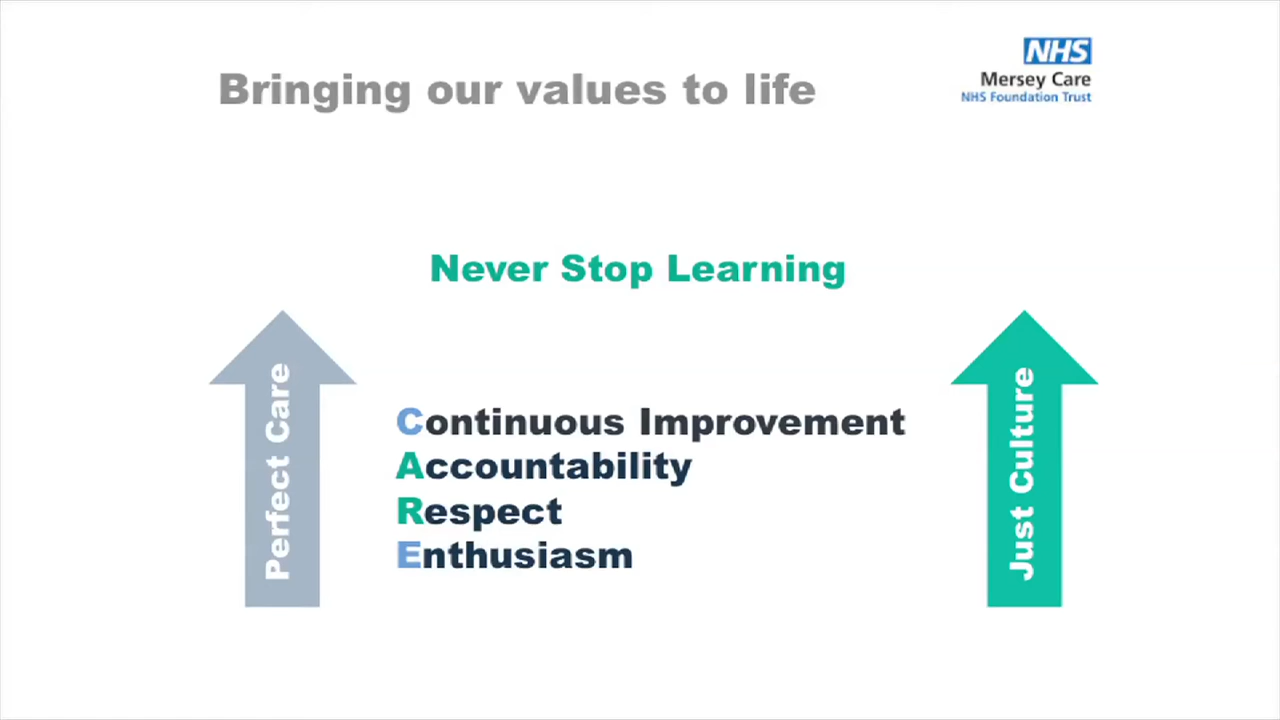 Bringing our values to life
NHS
Mersey Care
NHS Foundation Trust
Never Stop Learning
Perfect Care
Continuous Improvement
Accountability
Respect
Enthusiasm
Just Culture